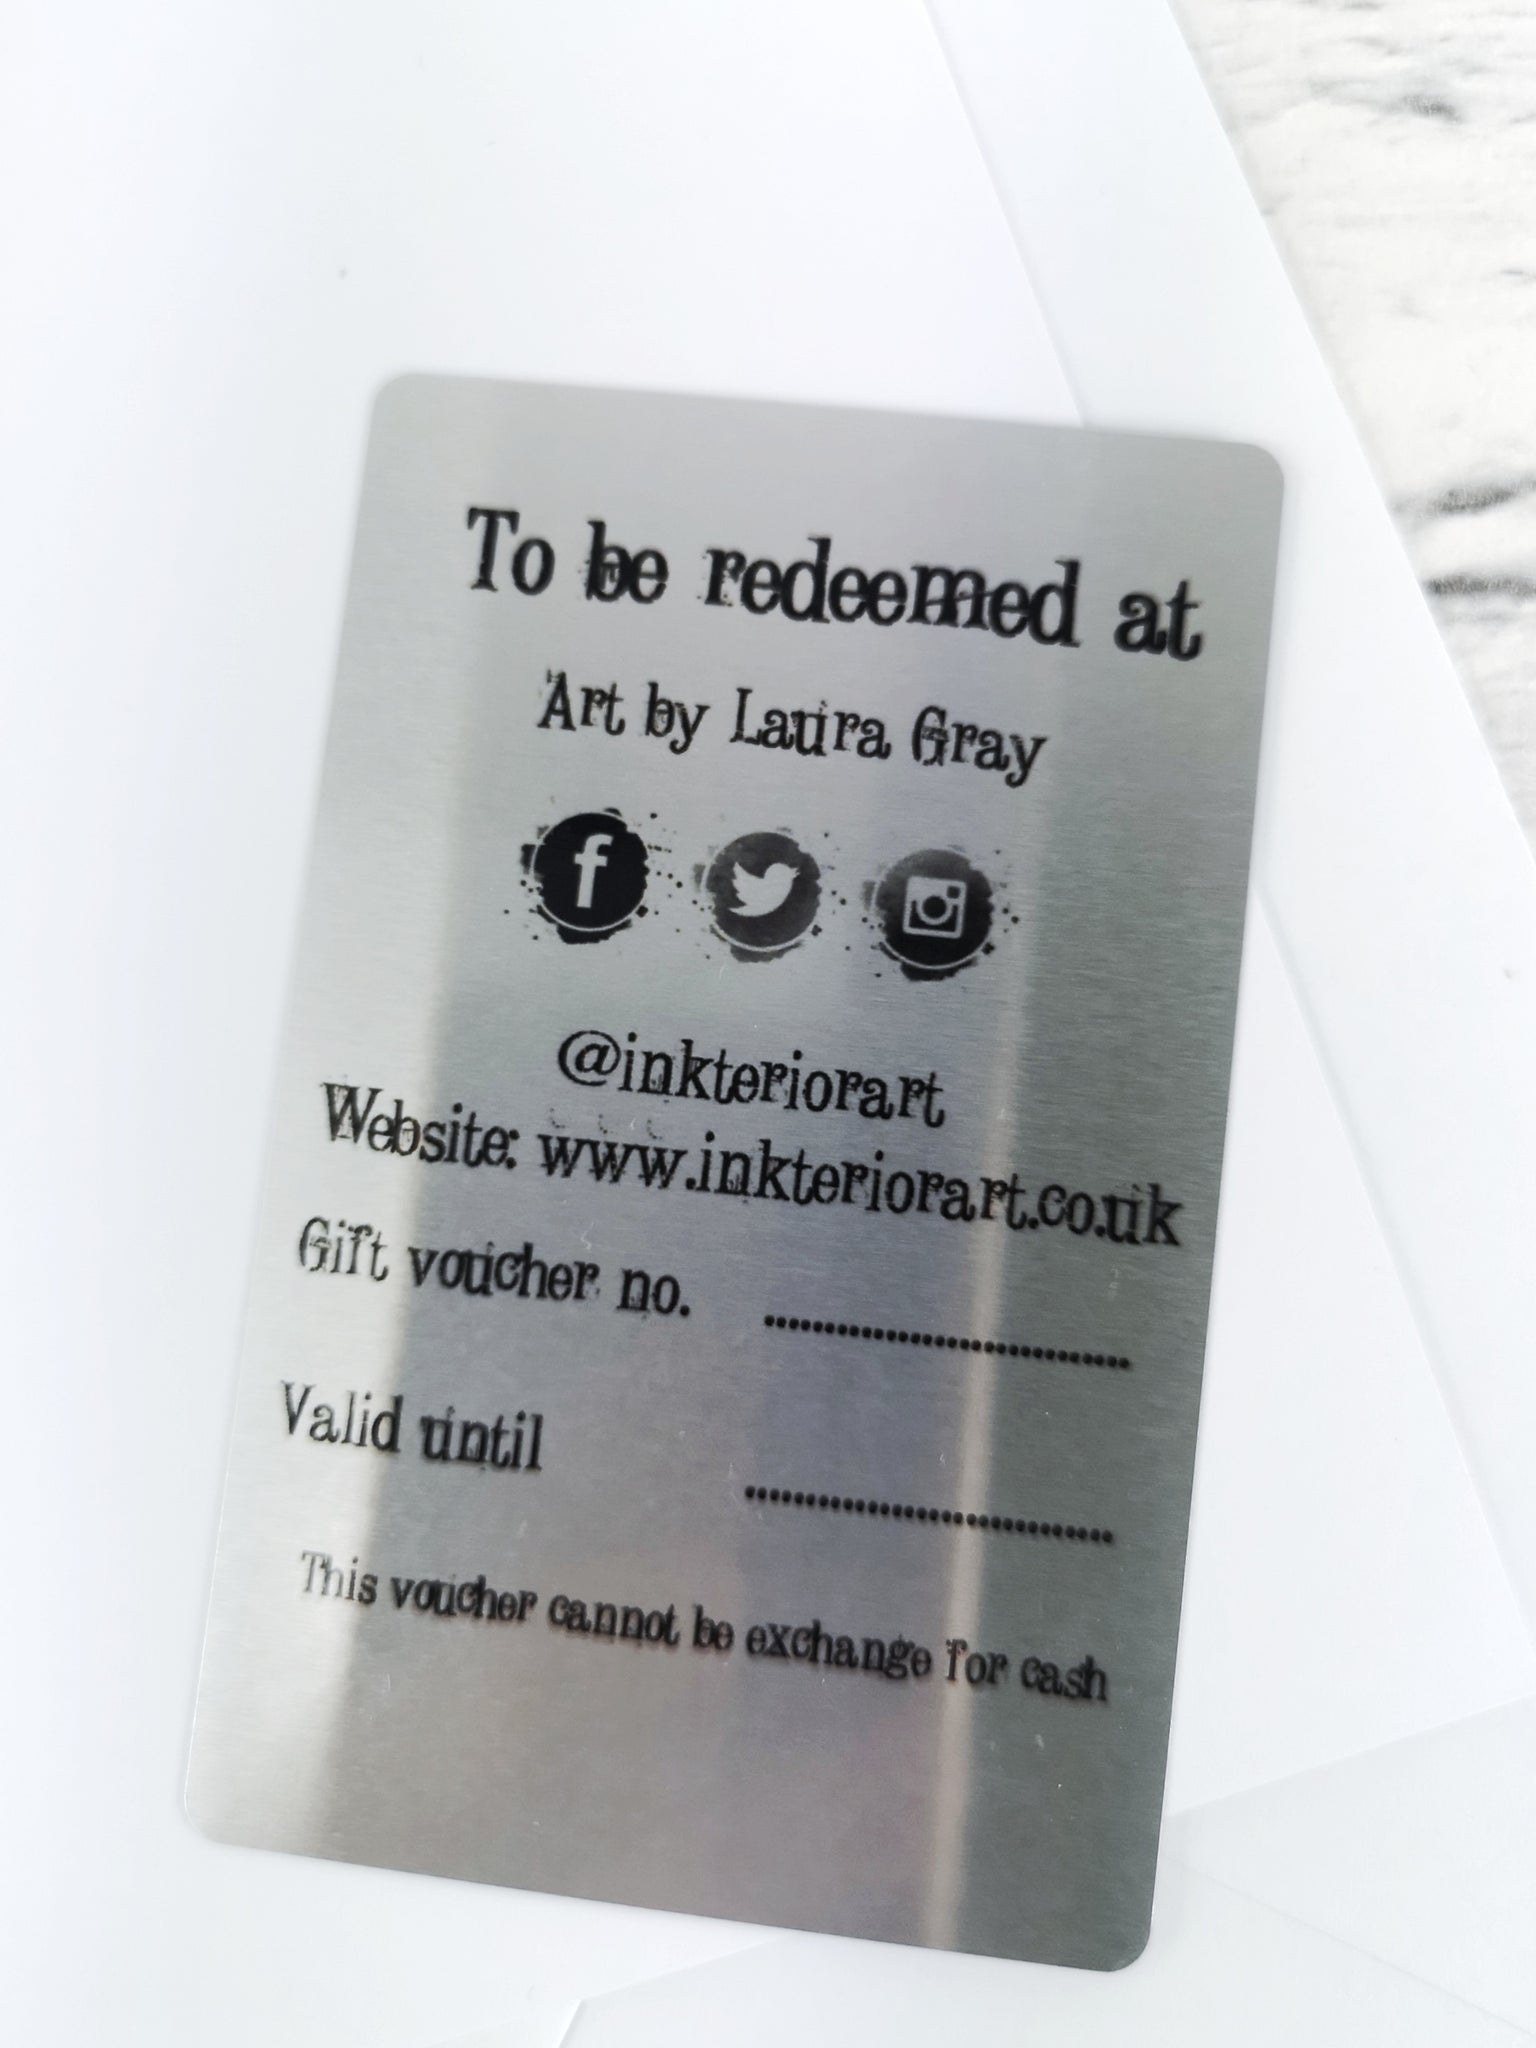 To be redeemed at
Art by Laura Gray
@inkteriorart
Website: www.inkteriorart.co.uk
Gift voucher no. ..............................
Valid until ..............................
This voucher cannot be exchange for cash